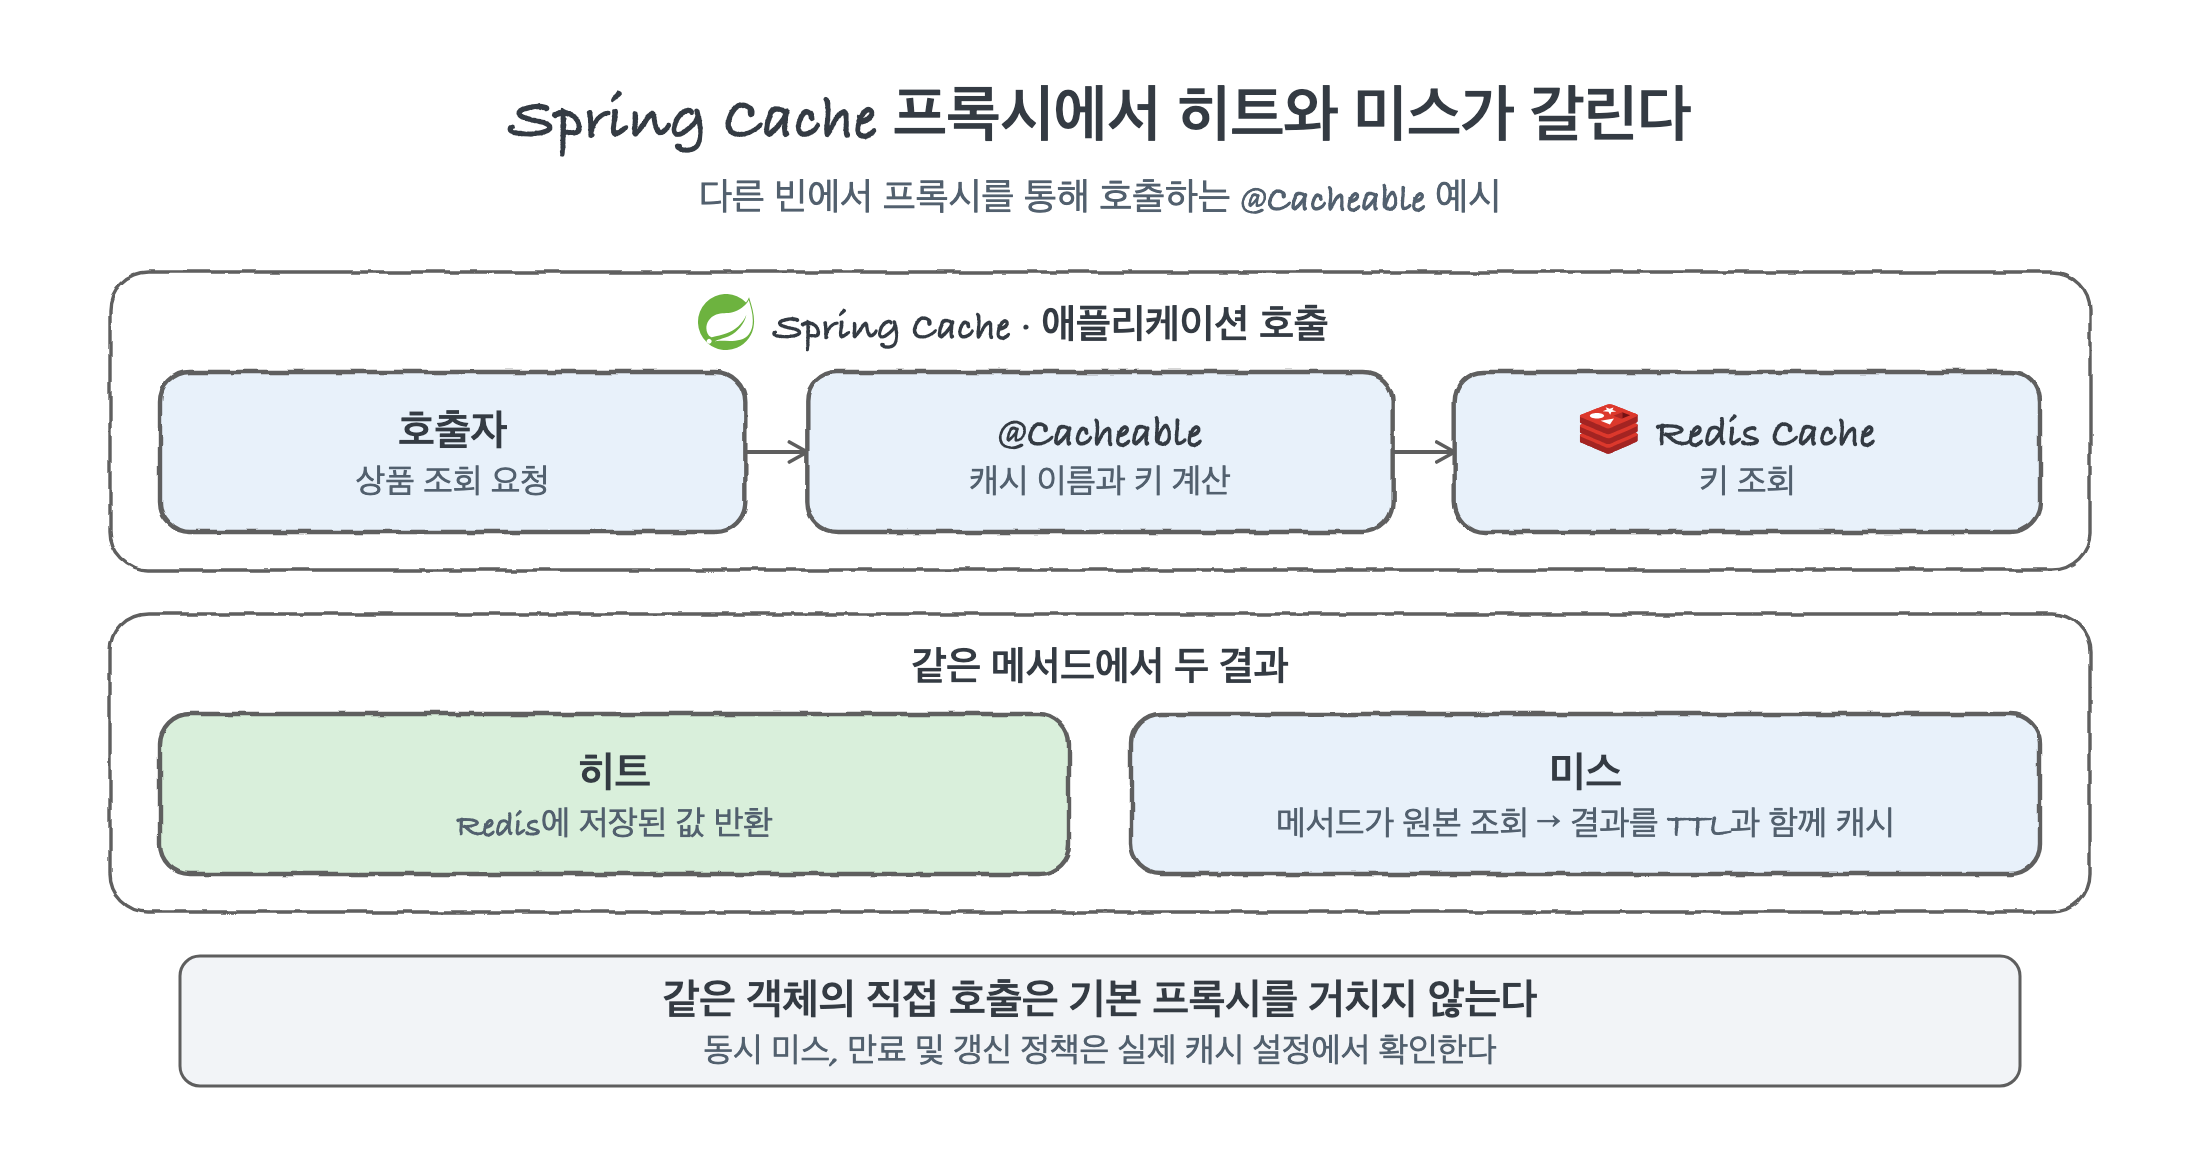 Spring Cache 프록시에서 히트와 미스가 갈린다
다른 빈에서 프록시를 통해 호출하는 @Cacheable 예시
Spring Cache · 애플리케이션 호출
호출자
상품 조회 요청
@Cacheable
캐시 이름과 키 계산
Redis Cache
키 조회
같은 메서드에서 두 결과
히트
Redis에 저장된 값 반환
미스
메서드가 원본 조회 → 결과를 TTL과 함께 캐시
같은 객체의 직접 호출은 기본 프록시를 거치지 않는다
동시 미스, 만료 및 갱신 정책은 실제 캐시 설정에서 확인한다